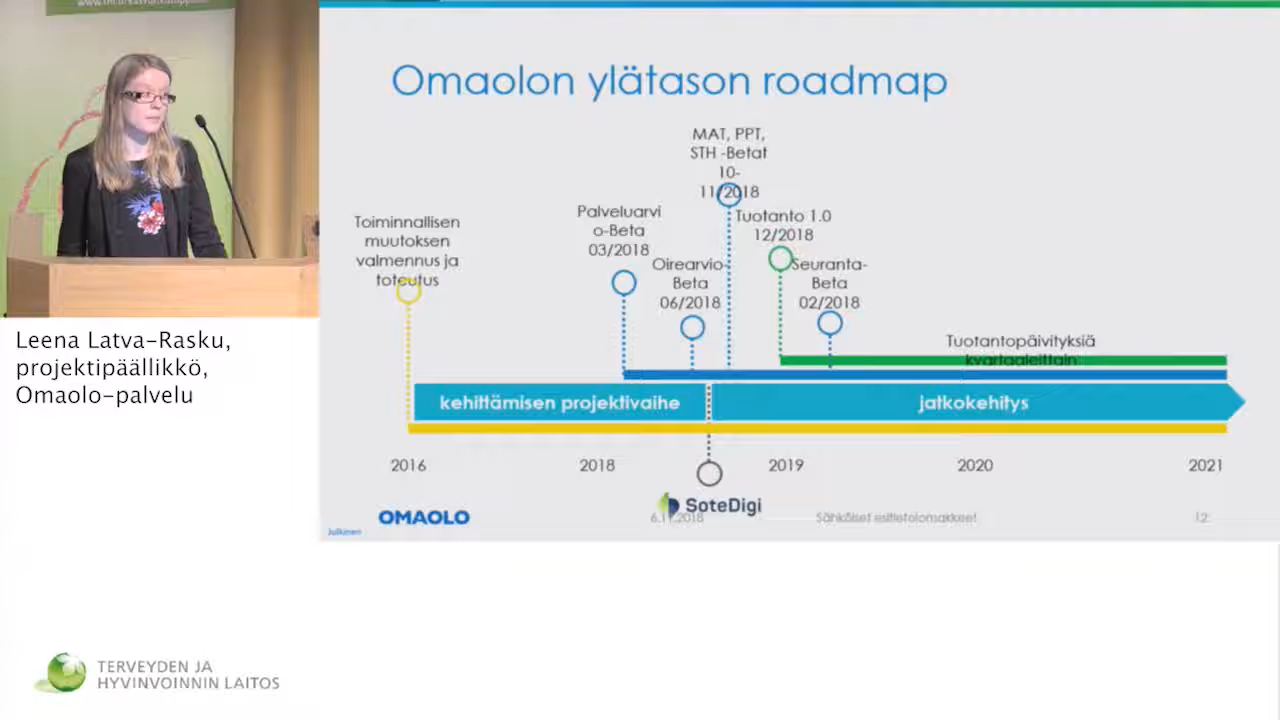 Omaolon ylätason roadmap
MAT, PPT,
STH -Betat
10-
11/2018
Toiminnallisen
muutoksen
valmennus ja
toteutus
Palveluarvi
o-Beta
03/2018
Oirearvio-
Beta
06/2018
Tuotanto 1.0
12/2018
Seuranta-
Beta
02/2018
Tuotantopäivityksiä
kvartaaleittain
kehittämisen projektivaihe
jatkokehitys
2016
2018
2019
2020
2021
SoteDigi
OMAOLO
6.11.2018
Sähköiset esitietolomakkeet
12
Julkinen
Leena Latva-Rasku,
projektipäällikkö,
Omaolo-palvelu
TERVEYDEN JA
HYVINVOINNIN LAITOS